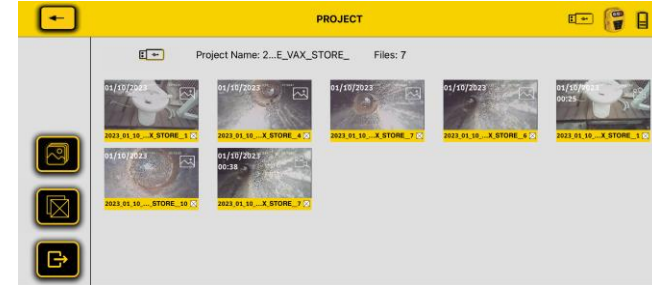 PROJECT
Project Name: 2...E_VAX_STORE_ Files: 7
01/10/2023
2023_01_10_...X_STORE_1
01/10/2023
2023_01_10_...X_STORE_4
01/10/2023
2023_01_10_...X_STORE_7
01/10/2023
2023_01_10_...X_STORE_6
01/10/2023
00:25
2023_01_10_...X_STORE_1
01/10/2023
2023_01_10_..._STORE_10
01/10/2023
00:38
2023_01_10_...X_STORE_7